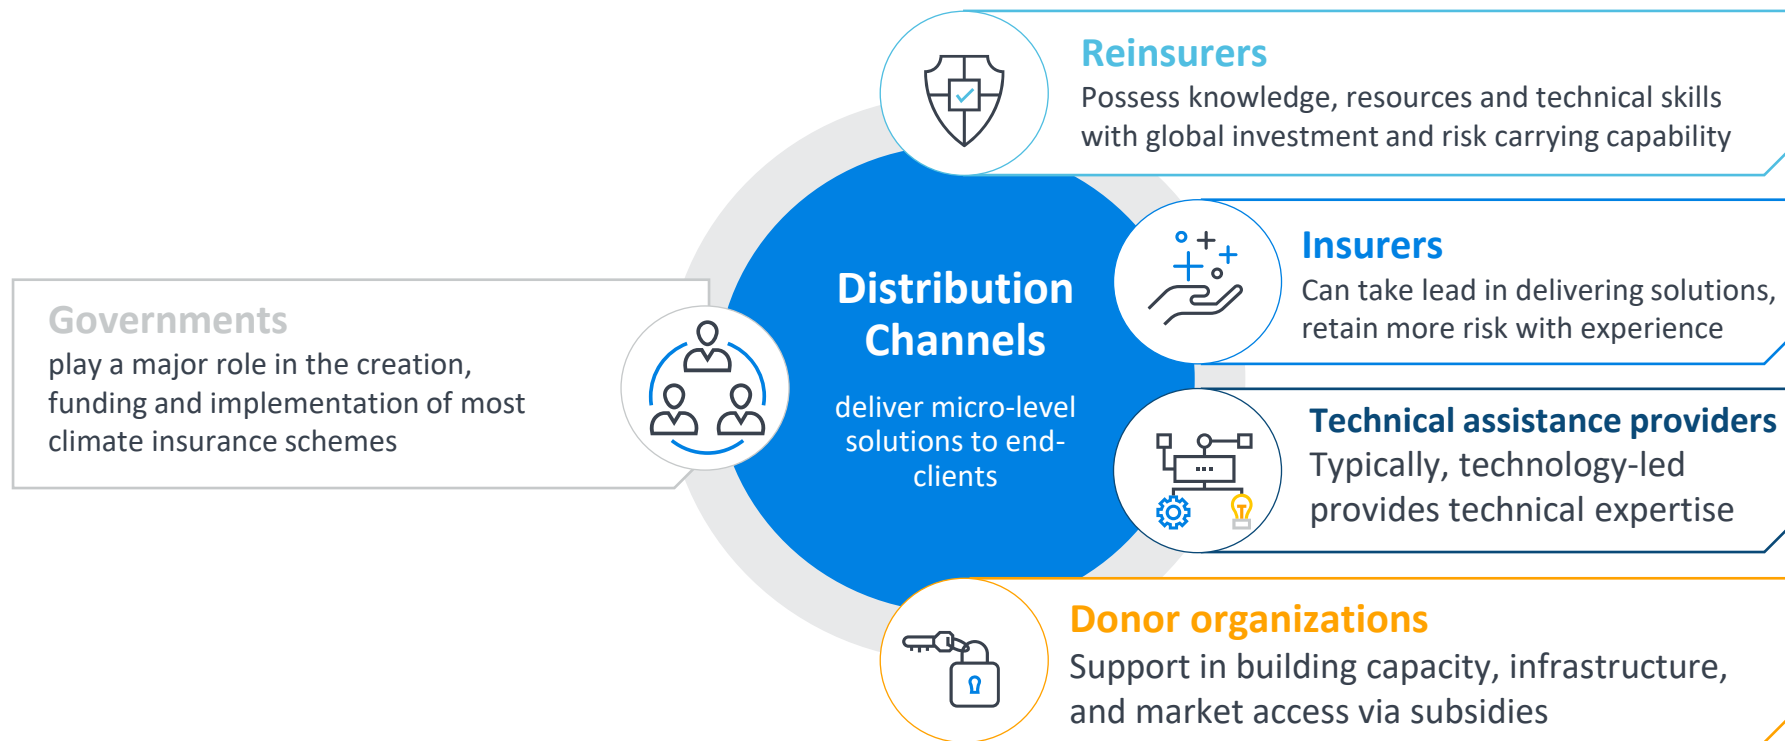 Reinsurers
Possess knowledge, resources and technical skills
with global investment and risk carrying capability
Insurers
Can take lead in delivering solutions,
retain more risk with experience
Distribution
Channels
deliver micro-level
solutions to end-
clients
Governments
play a major role in the creation,
funding and implementation of most
climate insurance schemes
Technical assistance providers
Typically, technology-led
provides technical expertise
Donor organizations
Support in building capacity, infrastructure,
and market access via subsidies